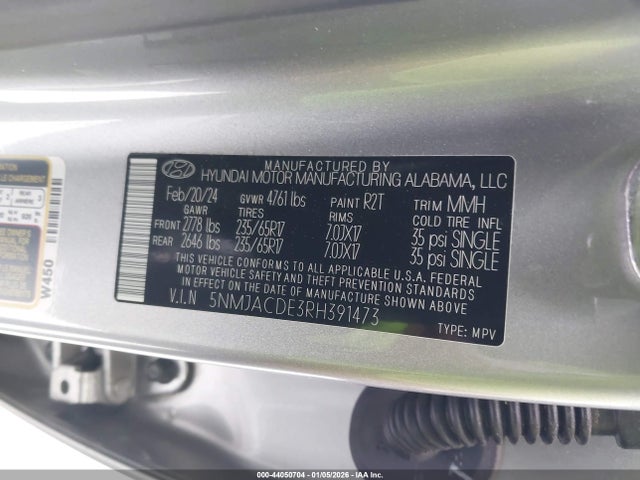 MANUFACTURED BY
HYUNDAI MOTOR MANUFACTURING ALABAMA, LLC
Feb/20/24 GVWR 4761 lbs PAINT R2T TRIM MMH
GAWR TIRES RIMS COLD TIRE INFL
FRONT 2778 lbs 235/65R17 7.0JX17 35 psi SINGLE
REAR 2646 lbs 235/65R17 7.0JX17 35 psi SINGLE
THIS VEHICLE CONFORMS TO ALL APPLICABLE U.S.A. FEDERAL
MOTOR VEHICLE SAFETY AND THEFT PREVENTION STANDARDS
IN EFFECT ON THE DATE OF MANUFACTURE SHOWN ABOVE.
V.I.N 5NMJACDE3RH391473
TYPE: MPV
W450
000-44050704 - 01/05/2026 - IAA Corp.